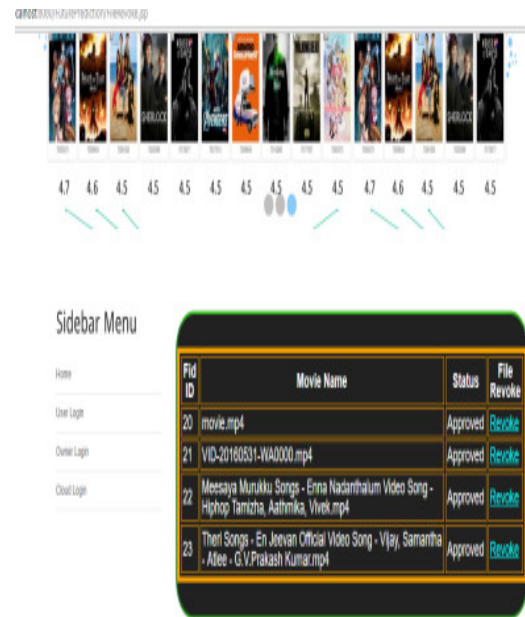 4.7 4.6 4.5 4.5 4.5 4.5 4.5 4.5 4.5 4.5 4.7 4.6 4.5 4.5 4.5
Sidebar Menu
Home
User Login
Owner Login
Cloud Login
Fid ID Movie Name Status File Revoke
20 movie.mp4 Approved Revoke
21 VID-20160531-WA0000.mp4 Approved Revoke
22 Meesaya Murukku Songs - Enna Nadanthalum Video Song -
Hiphop Tamizha, Aathmika, Vivek.mp4 Approved Revoke
23 Theri Songs - En Jeevan Official Video Song - Vijay, Samantha
- Atlee - G.V.Prakash Kumar.mp4 Approved Revoke